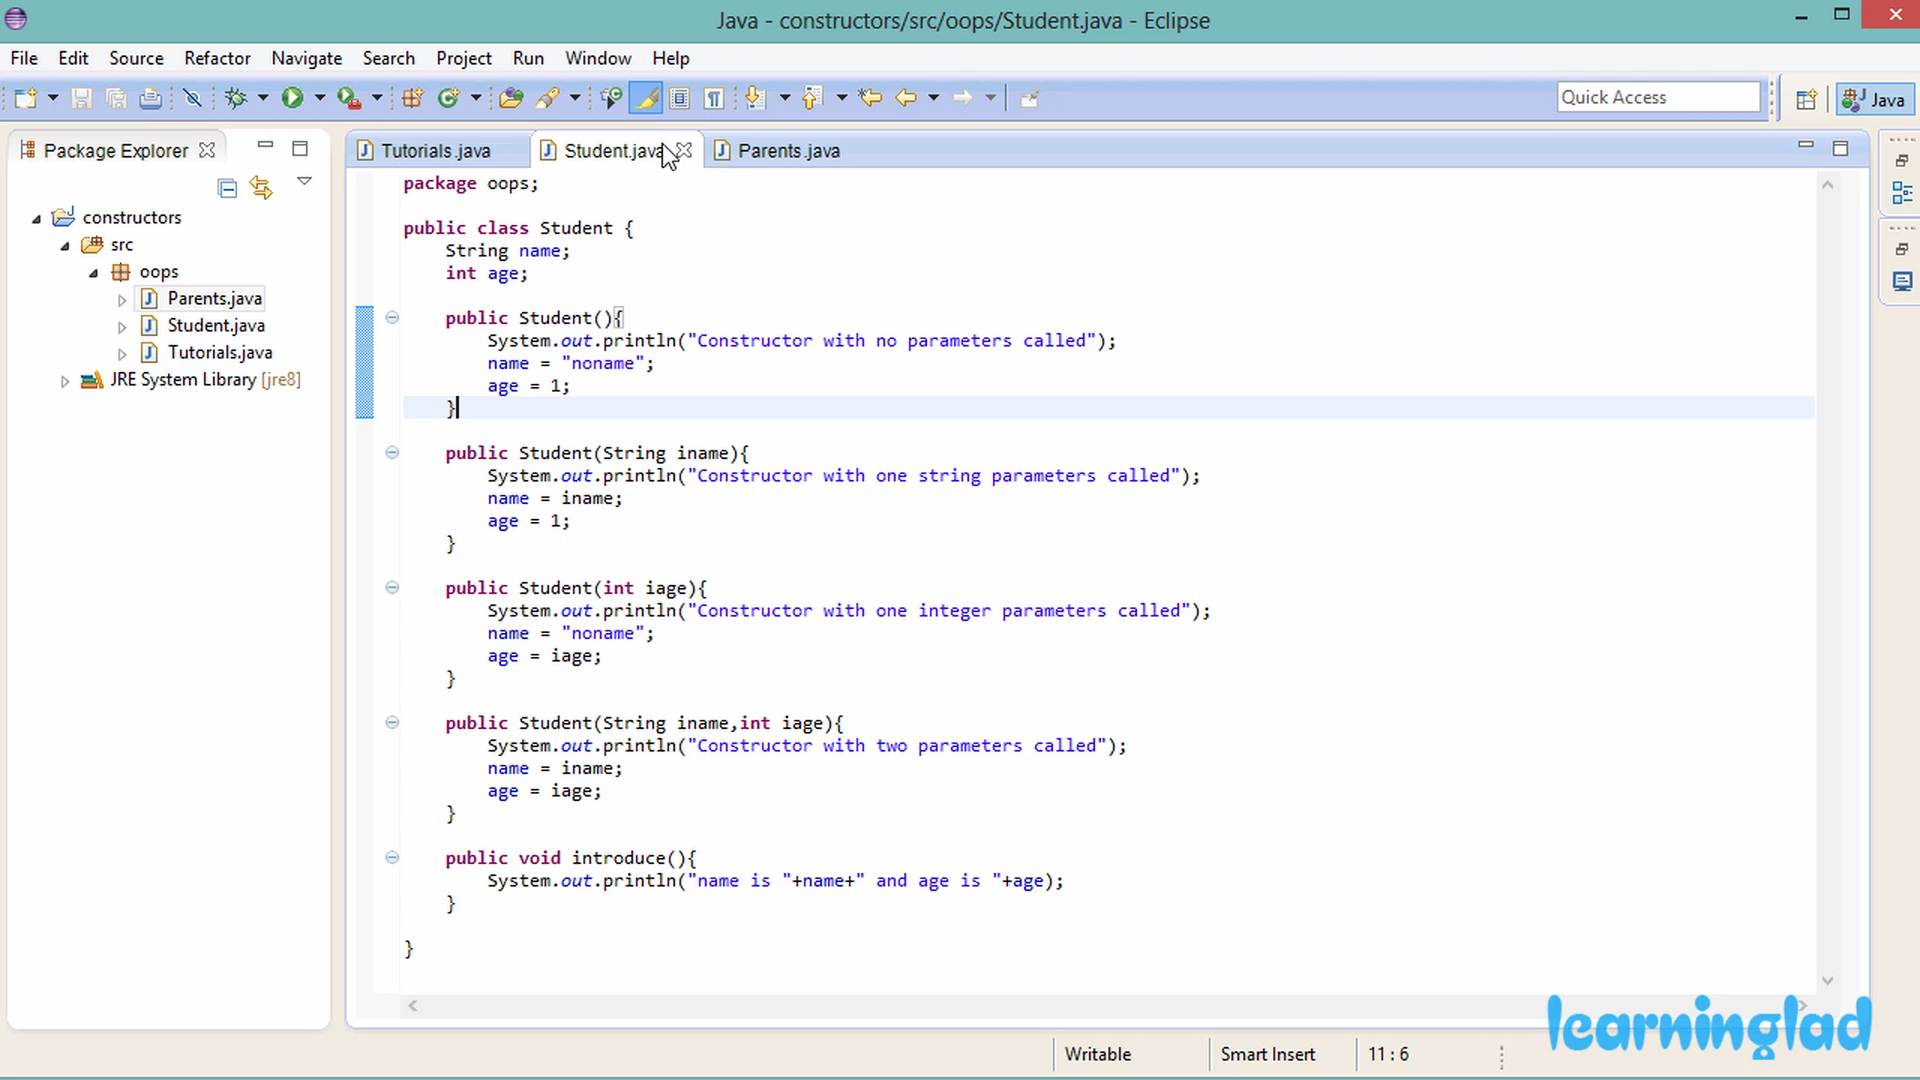 Java - constructors/src/oops/Student.java - Eclipse
File Edit Source Refactor Navigate Search Project Run Window Help
Quick Access
Java
Package Explorer
constructors
src
oops
Parents.java
Student.java
Tutorials.java
JRE System Library [jre8]
Tutorials.java Student.java Parents.java
package oops;
public class Student {
String name;
int age;
public Student(){
System.out.println("Constructor with no parameters called");
name = "noname";
age = 1;
}
public Student(String iname){
System.out.println("Constructor with one string parameters called");
name = iname;
age = 1;
}
public Student(int iage){
System.out.println("Constructor with one integer parameters called");
name = "noname";
age = iage;
}
public Student(String iname,int iage){
System.out.println("Constructor with two parameters called");
name = iname;
age = iage;
}
public void introduce(){
System.out.println("name is "+name+" and age is "+age);
}
}
Writable Smart Insert 11 : 6
learninglad